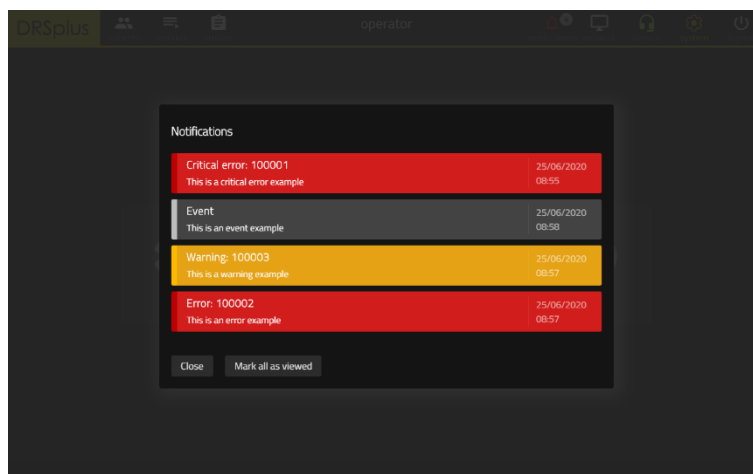 DRSplus
operator
Notifications
Critical error: 100001
25/06/2020
This is a critical error example
08:55
Event
25/06/2020
This is an event example
08:58
Warning: 100003
25/06/2020
This is a warning example
08:57
Error: 100002
25/06/2020
This is an error example
08:57
Close
Mark all as viewed